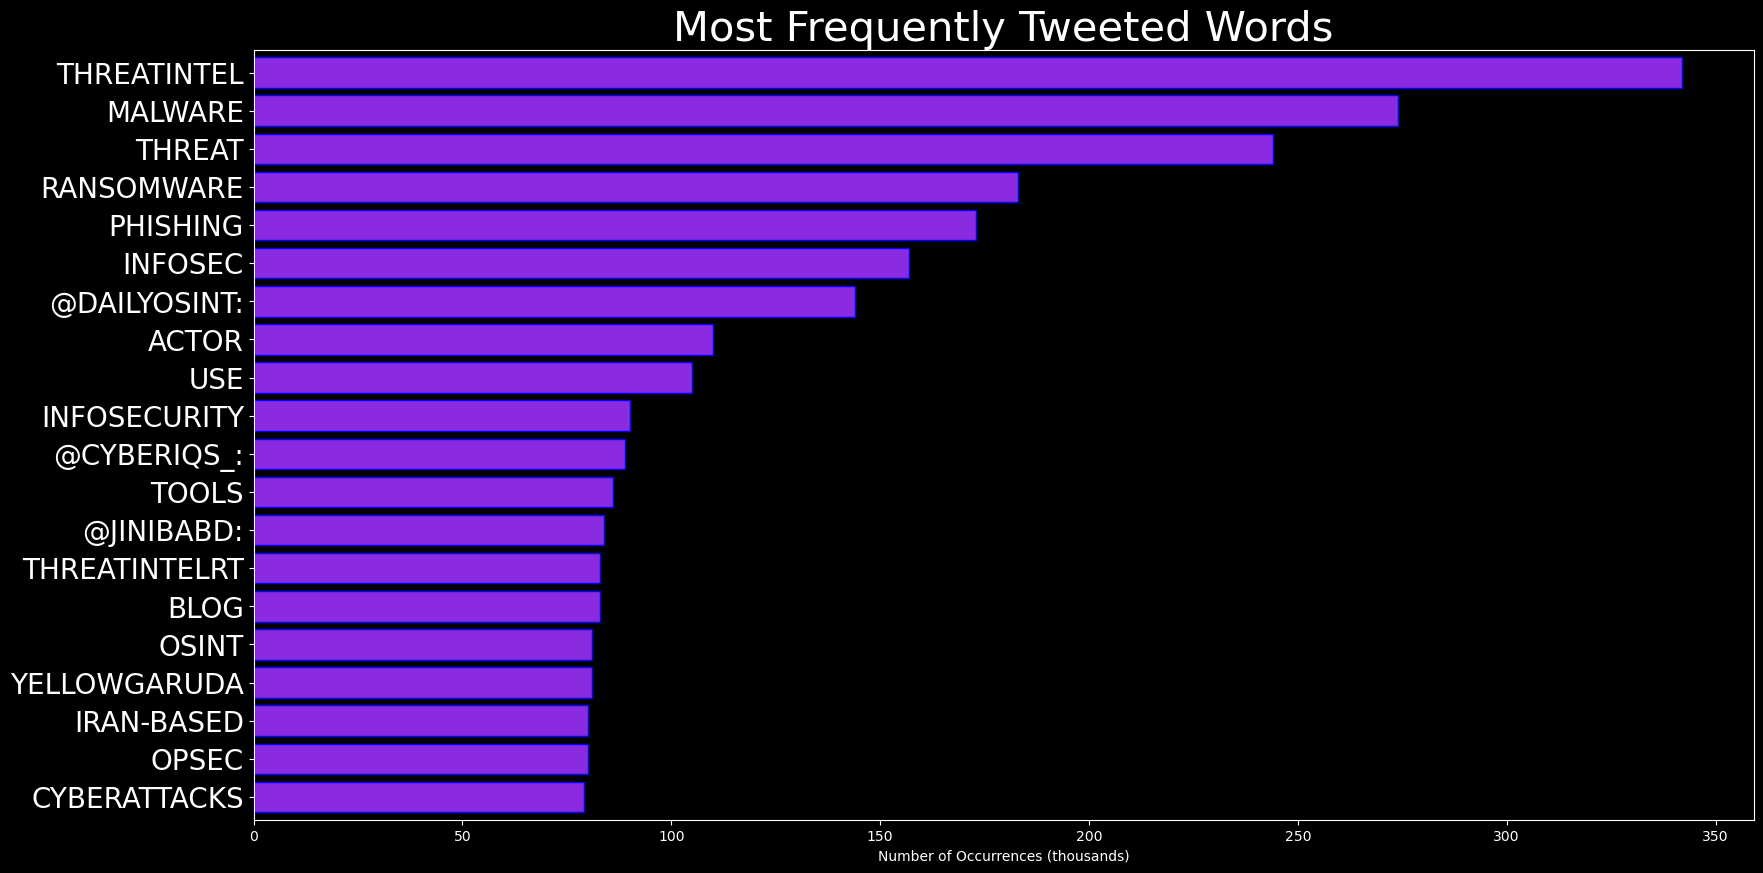 Most Frequently Tweeted Words
THREATINTEL
MALWARE
THREAT
RANSOMWARE
PHISHING
INFOSEC
@DAILYOSINT:
ACTOR
USE
INFOSECURITY
@CYBERIQS_:
TOOLS
@JINIBABD:
THREATINTELRT
BLOG
OSINT
YELLOWGARUDA
IRAN-BASED
OPSEC
CYBERATTACKS
0 50 100 150 200 250 300 350
Number of Occurrences (thousands)